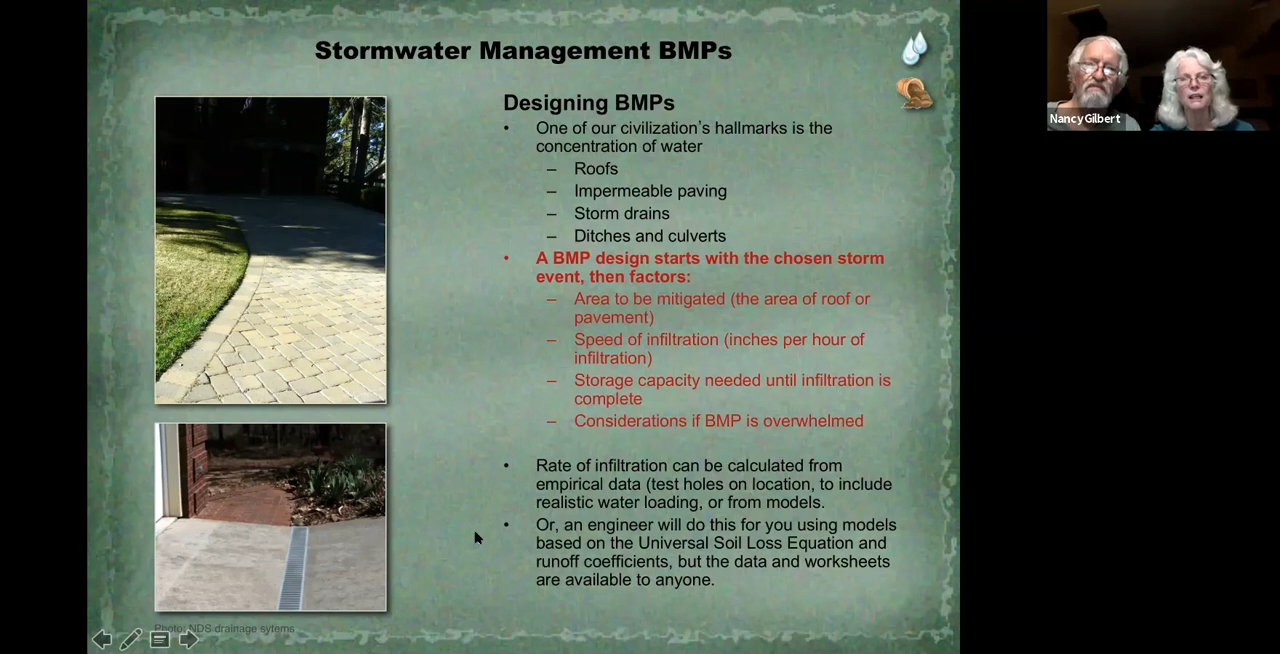 Stormwater Management BMPs
Designing BMPs
• One of our civilization's hallmarks is the
concentration of water
– Roofs
– Impermeable paving
– Storm drains
– Ditches and culverts
• A BMP design starts with the chosen storm
event, then factors:
– Area to be mitigated (the area of roof or
pavement)
– Speed of infiltration (inches per hour of
infiltration)
– Storage capacity needed until infiltration is
complete
– Considerations if BMP is overwhelmed
• Rate of infiltration can be calculated from
empirical data (test holes on location, to include
realistic water loading, or from models.
• Or, an engineer will do this for you using models
based on the Universal Soil Loss Equation and
runoff coefficients, but the data and worksheets
are available to anyone.
Photo: NDS drainage sytems
Nancy Gilbert